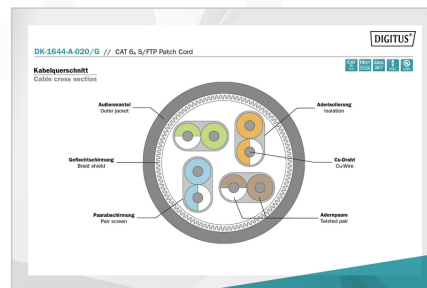 DIGITUS®
DK-1644-A-020/G // CAT 6A S/FTP Patch Cord
Kabelquerschnitt
Cable cross section
Außenmantel
Outer jacket
Aderisolierung
Isolation
Geflechtschirmung
Braid shield
Cu-Draht
Cu-Wire
Paarabschirmung
Pair screen
Adernpaare
Twisted pair